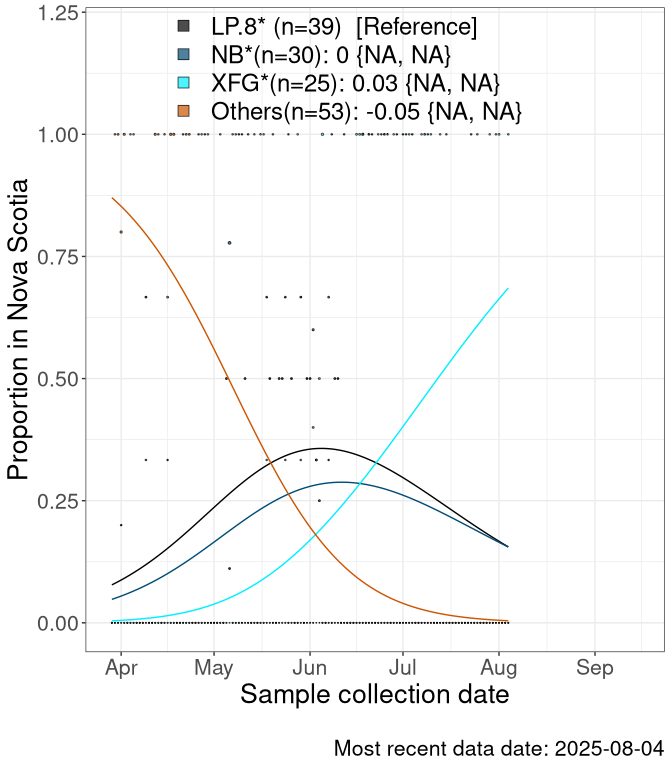 1.25
LP.8* (n=39)  [Reference]
NB*(n=30): 0 {NA, NA}
XFG*(n=25): 0.03 {NA, NA}
Others(n=53): -0.05 {NA, NA}
1.00
0.75
0.50
0.25
0.00
Proportion in Nova Scotia
Apr May Jun Jul Aug Sep
Sample collection date
Most recent data date: 2025-08-04